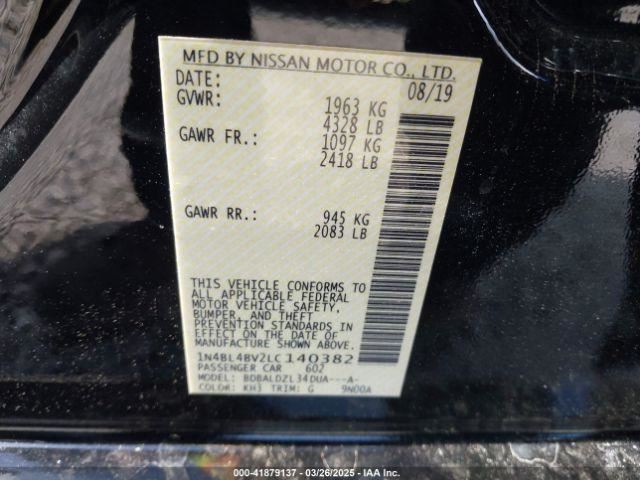 MFD BY NISSAN MOTOR CO., LTD.
DATE: 08/19
GVWR: 1963 KG
4328 LB
GAWR FR.: 1097 KG
2418 LB
GAWR RR.: 945 KG
2083 LB
THIS VEHICLE CONFORMS TO
ALL APPLICABLE FEDERAL
MOTOR VEHICLE SAFETY,
BUMPER, AND THEFT
PREVENTION STANDARDS IN
EFFECT ON THE DATE OF
MANUFACTURE SHOWN ABOVE.
1N4BL4BV2LC140382
PASSENGER CAR 602
MODEL: BDBALDZL34DUA---A-
COLOR: KH3 TRIM: G 9N00A
000-41879137 - 03/26/2025 - IAA Inc.